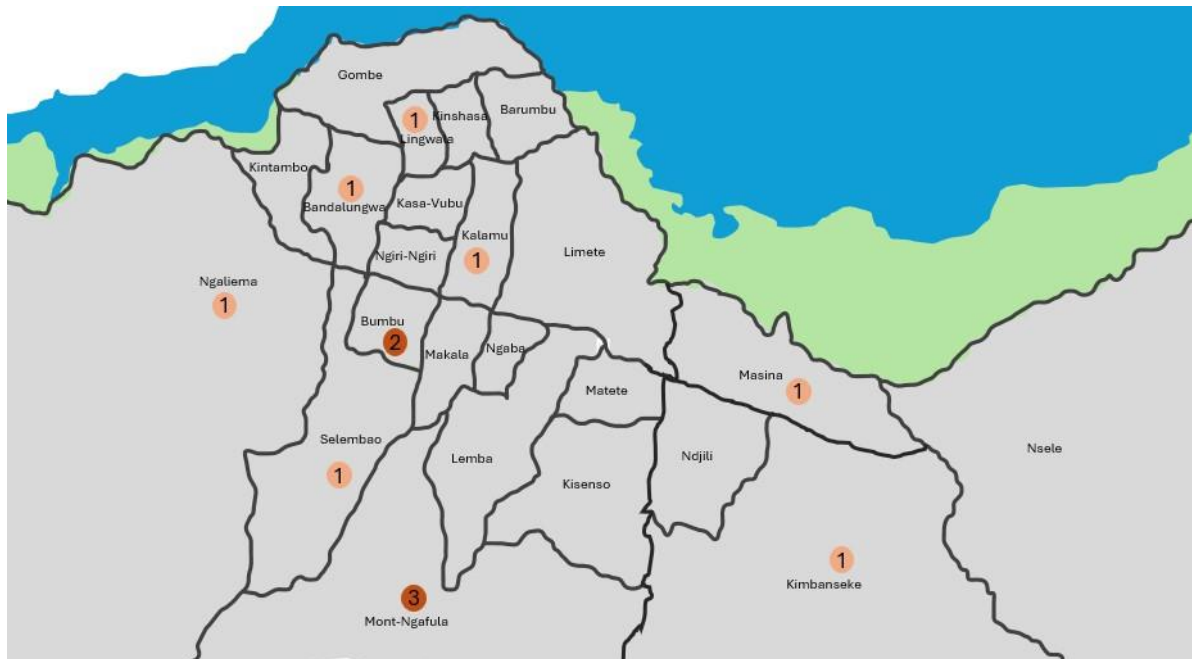 Gombe
1
Kinshasa
Barumbu
Lingwala
Kintambo
1
Bandalungwa
Kasa-Vubu
Kalamu
1
Ngiri-Ngiri
Limete
Ngaliema
1
Bumbu
2
Makala
Ngaba
Masina
1
Matete
Selembao
1
Lemba
Kisenso
Ndjili
Nsele
1
Kimbanseke
3
Mont-Ngafula